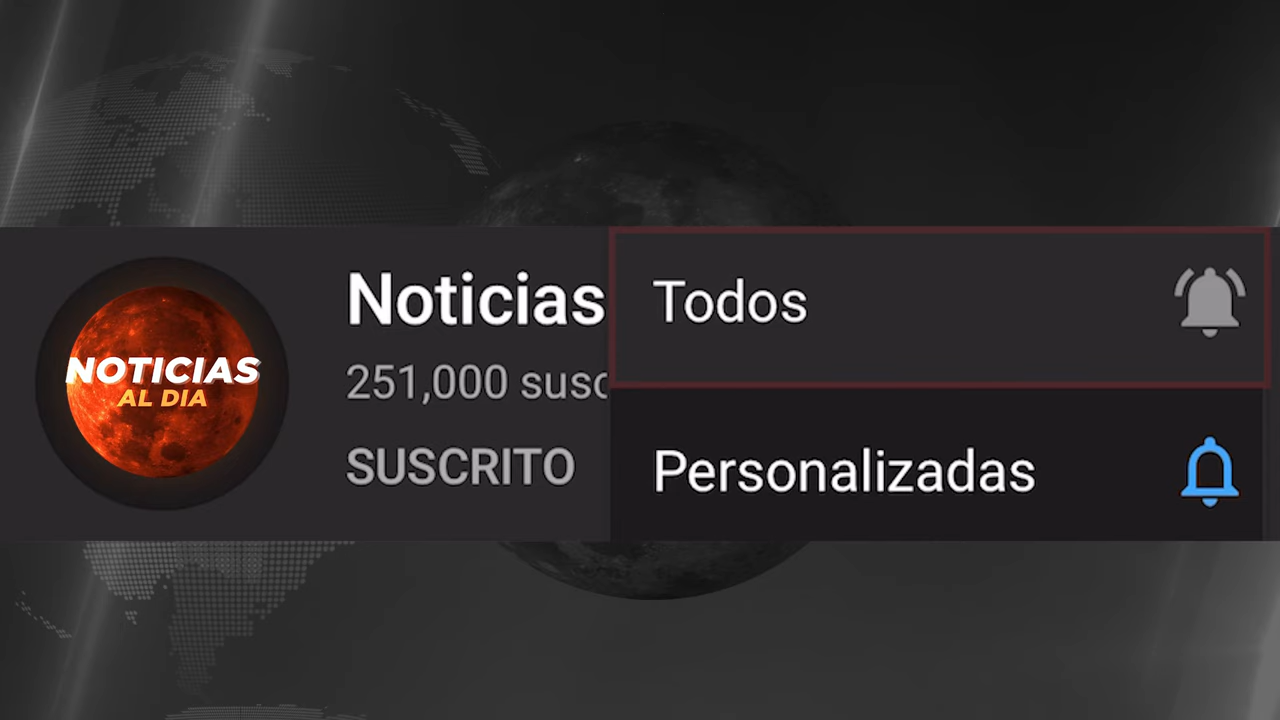 NOTICIAS
AL DIA
Noticias
251,000 susc
SUSCRITO
Todos
Personalizadas